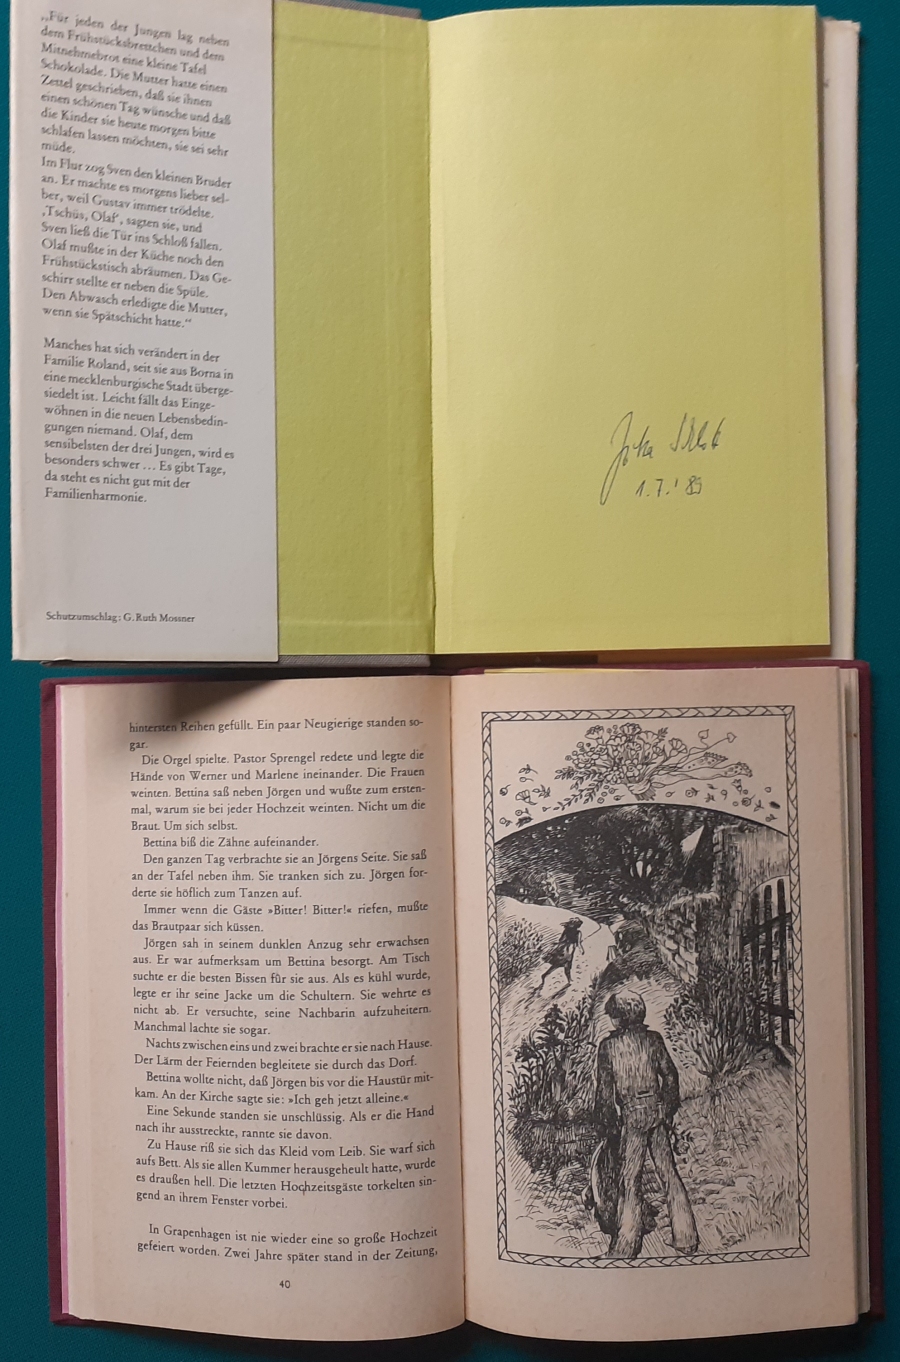 „Für jeden der Jungen lag neben
dem Frühstücksbrettchen und dem
Mitnehmebrot eine kleine Tafel
Schokolade. Die Mutter hatte einen
Zettel geschrieben, daß sie ihnen
einen schönen Tag wünsche und daß
die Kinder sie heute morgen bitte
schlafen lassen möchten, sie sei sehr
müde.
Im Flur zog Sven den kleinen Bruder
an. Er machte es morgens lieber sel-
ber, weil Gustav immer trödelte.
‚Tschüs, Olaf‘, sagten sie, und
Sven ließ die Tür ins Schloß fallen.
Olaf mußte in der Küche noch den
Frühstückstisch abräumen. Das Ge-
schirr stellte er neben die Spüle.
Den Abwasch erledigte die Mutter,
wenn sie Spätschicht hatte.“
Manches hat sich verändert in der
Familie Roland, seit sie aus Borna in
eine mecklenburgische Stadt überge-
siedelt ist. Leicht fällt das Einge-
wöhnen in die neuen Lebensbedin-
gungen niemand. Olaf, dem
sensibelsten der drei Jungen, wird es
besonders schwer ... Es gibt Tage,
da steht es nicht gut mit der
Familienharmonie.
Schutzumschlag: G. Ruth Mossner
1.7.'89
hintersten Reihen gefüllt. Ein paar Neugierige standen so-
gar.
Die Orgel spielte. Pastor Sprengel redete und legte die
Hände von Werner und Marlene ineinander. Die Frauen
weinten. Bettina saß neben Jörgen und wußte zum ersten-
mal, warum sie bei jeder Hochzeit weinten. Nicht um die
Braut. Um sich selbst.
Bettina biß die Zähne aufeinander.
Den ganzen Tag verbrachte sie an Jörgens Seite. Sie saß
an der Tafel neben ihm. Sie tranken sich zu. Jörgen for-
derte sie höflich zum Tanzen auf.
Immer wenn die Gäste »Bitter! Bitter!« riefen, mußte
das Brautpaar sich küssen.
Jörgen sah in seinem dunklen Anzug sehr erwachsen
aus. Er war aufmerksam um Bettina besorgt. Am Tisch
suchte er die besten Bissen für sie aus. Als es kühl wurde,
legte er ihr seine Jacke um die Schultern. Sie wehrte es
nicht ab. Er versuchte, seine Nachbarin aufzuheitern.
Manchmal lachte sie sogar.
Nachts zwischen eins und zwei brachte er sie nach Hause.
Der Lärm der Feiernden begleitete sie durch das Dorf.
Bettina wollte nicht, daß Jörgen bis vor die Haustür mit-
kam. An der Kirche sagte sie: »Ich geh jetzt alleine.«
Eine Sekunde standen sie unschlüssig. Als er die Hand
nach ihr ausstreckte, rannte sie davon.
Zu Hause riß sie sich das Kleid vom Leib. Sie warf sich
aufs Bett. Als sie allen Kummer herausgeheult hatte, wurde
es draußen hell. Die letzten Hochzeitsgäste torkelten sin-
gend an ihrem Fenster vorbei.
In Grapenhagen ist nie wieder eine so große Hochzeit
gefeiert worden. Zwei Jahre später stand in der Zeitung,
40